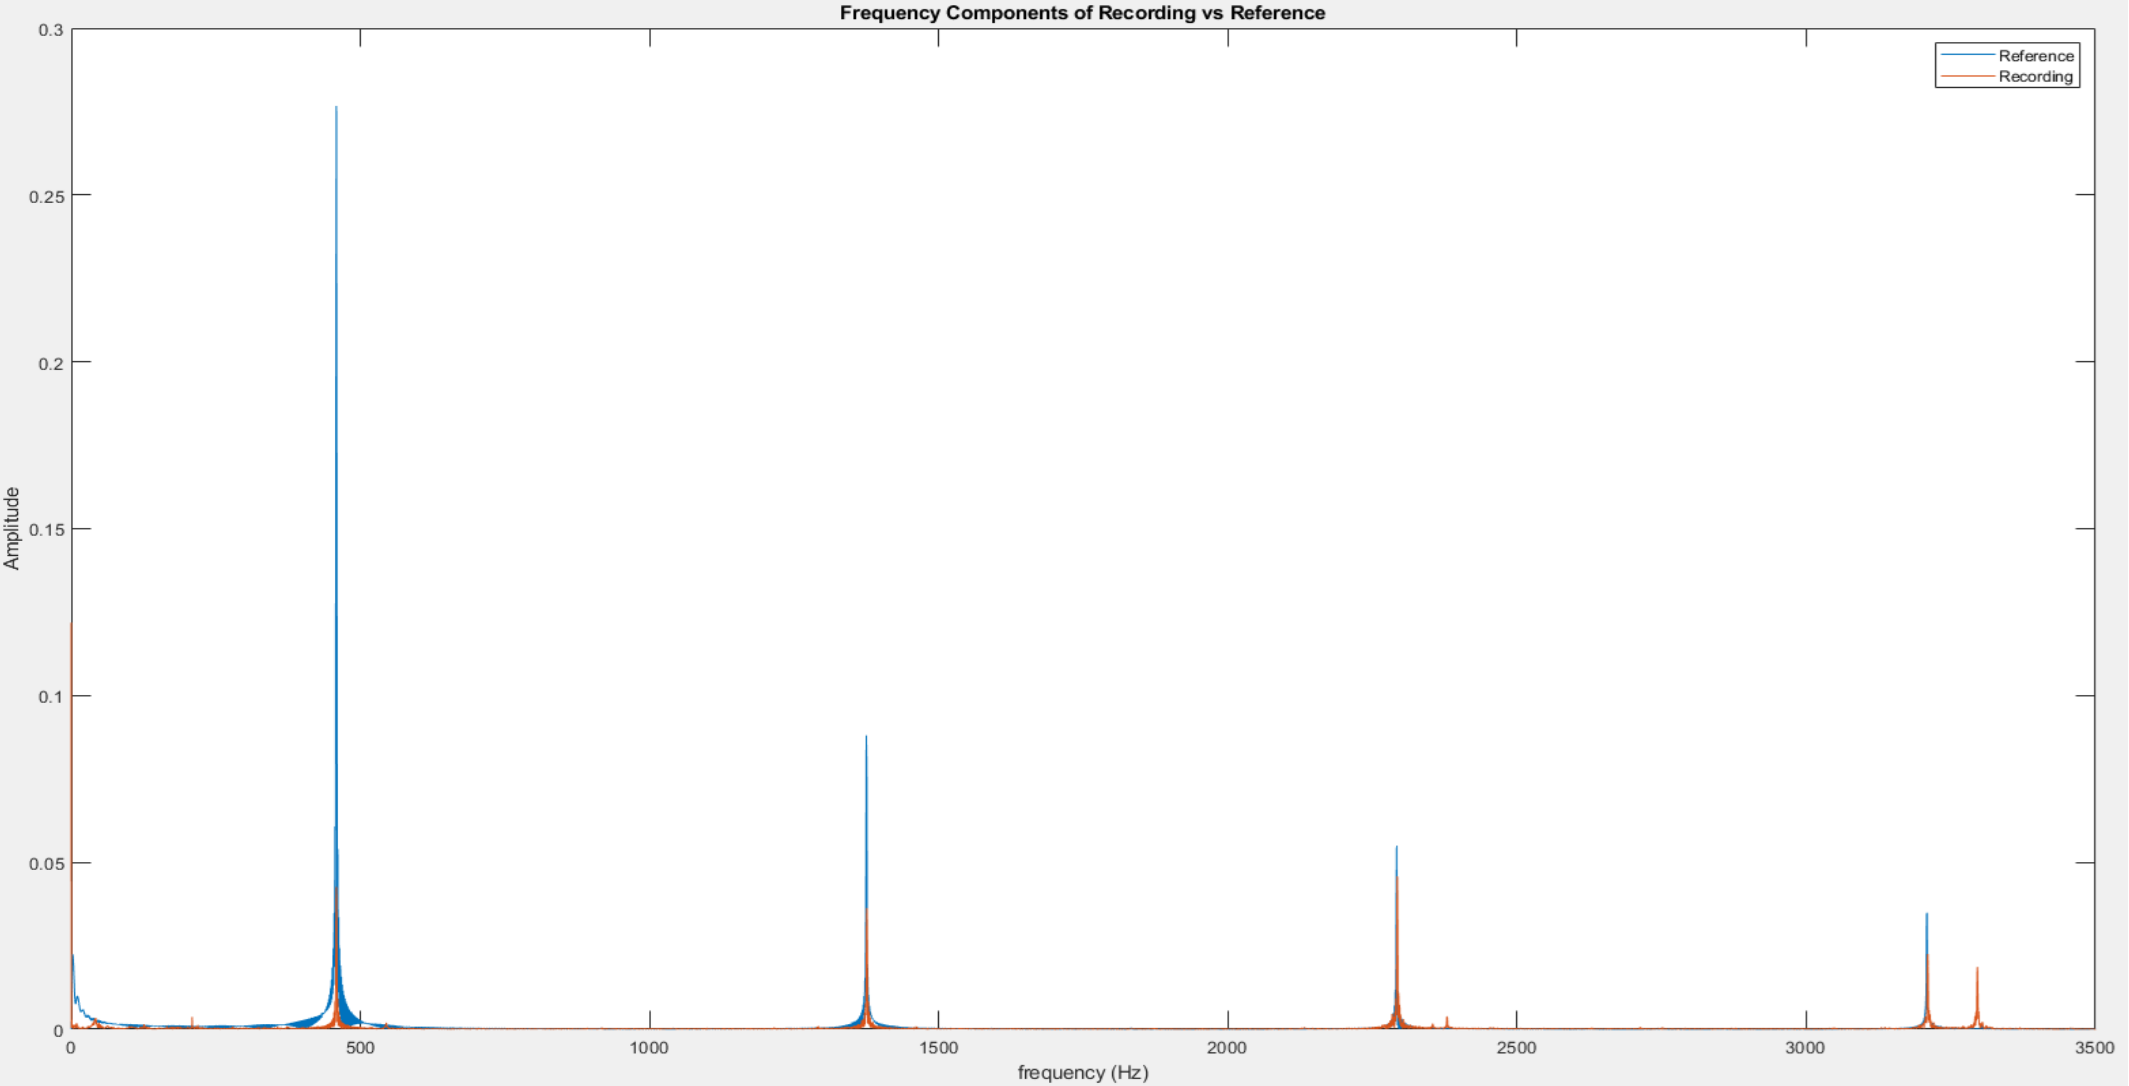 Frequency Components of Recording vs Reference
0.3
0.25
0.2
0.15
0.1
0.05
0
Amplitude
Reference
Recording
0 500 1000 1500 2000 2500 3000 3500
frequency (Hz)